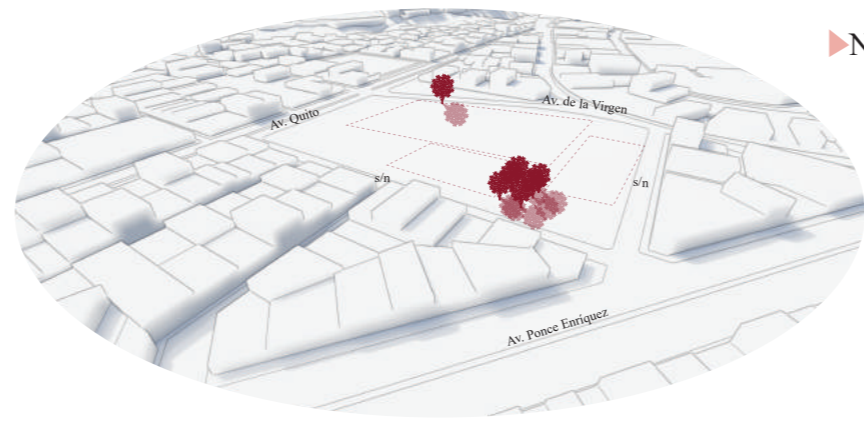 N
Av. de la Virgen
Av. Quito
s/n
s/n
Av. Ponce Enriquez